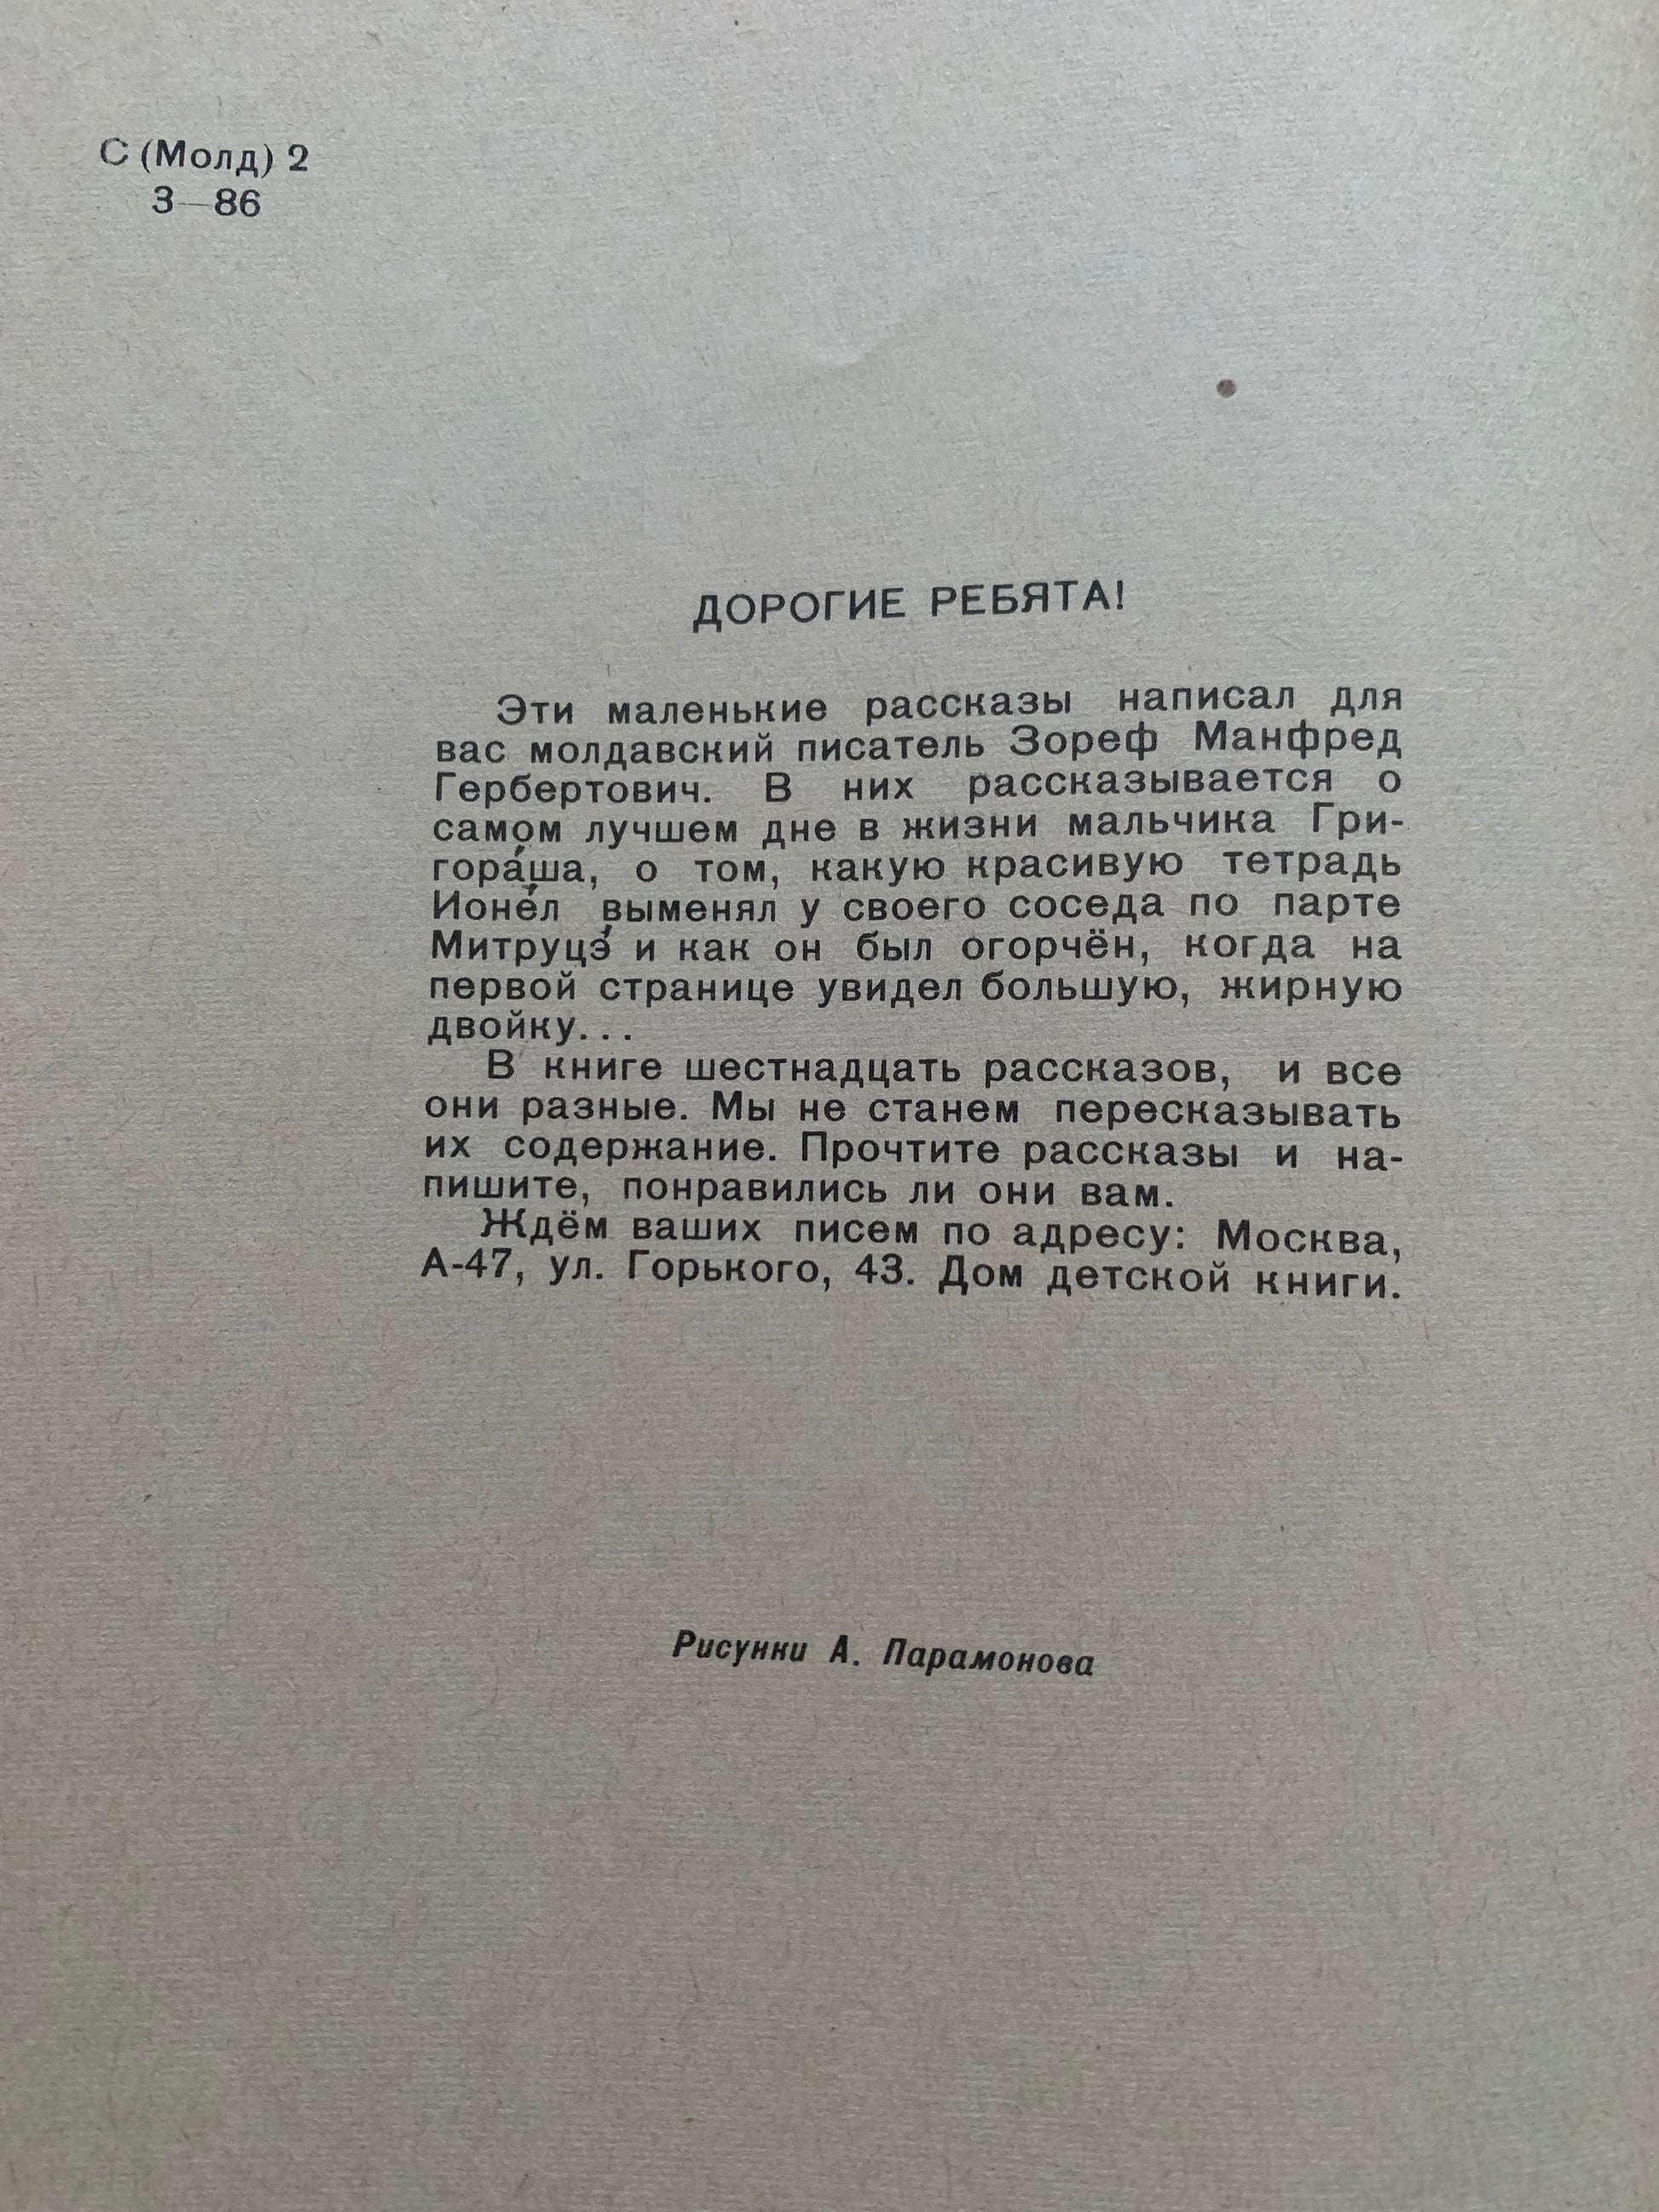 С (Молд) 2
З—86
ДОРОГИЕ РЕБЯТА!
Эти маленькие рассказы написал для
вас молдавский писатель Зореф Манфред
Гербертович. В них рассказывается о
самом лучшем дне в жизни мальчика Гри-
гора́ша, о том, какую красивую тетрадь
Ионе́л выменял у своего соседа по парте
Митруцэ́ и как он был огорчён, когда на
первой странице увидел большую, жирную
двойку...
В книге шестнадцать рассказов, и все
они разные. Мы не станем пересказывать
их содержание. Прочтите рассказы и на-
пишите, понравились ли они вам.
Ждём ваших писем по адресу: Москва,
А-47, ул. Горького, 43. Дом детской книги.
Рисунки А. Парамонова